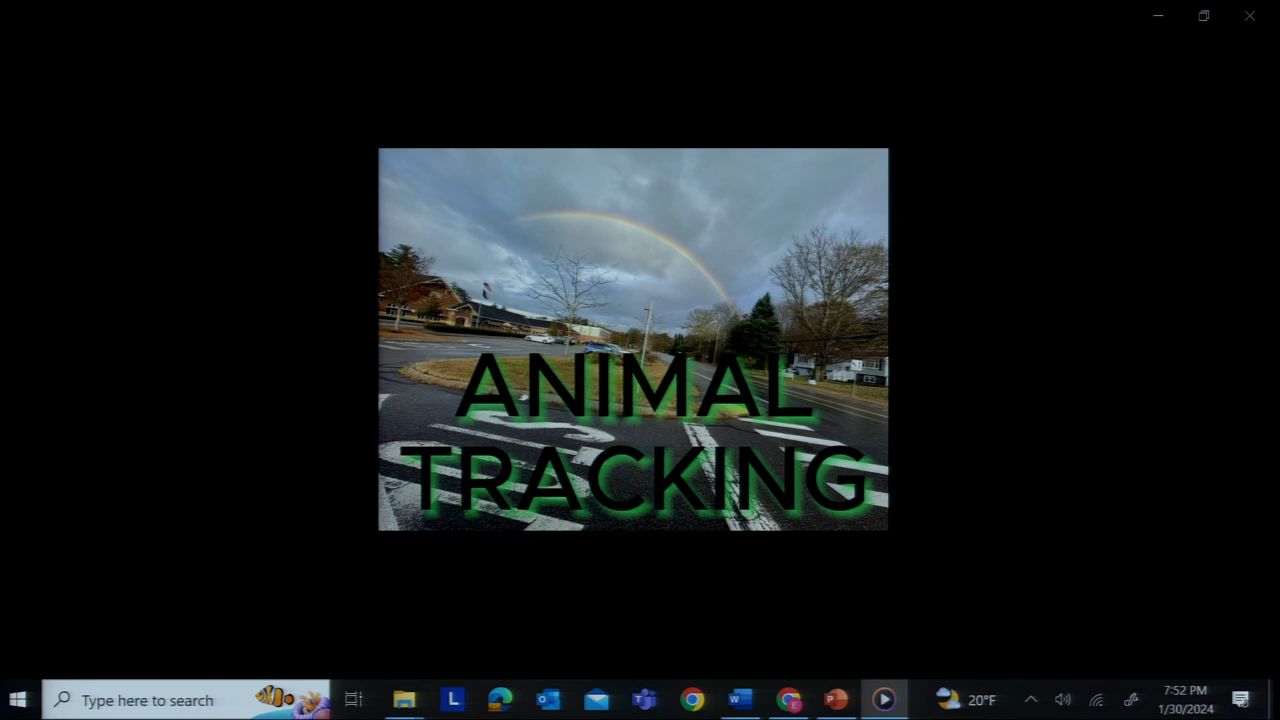 ANIMAL
TRACKING
Type here to search
L
20°F
7:52 PM
1/30/2024